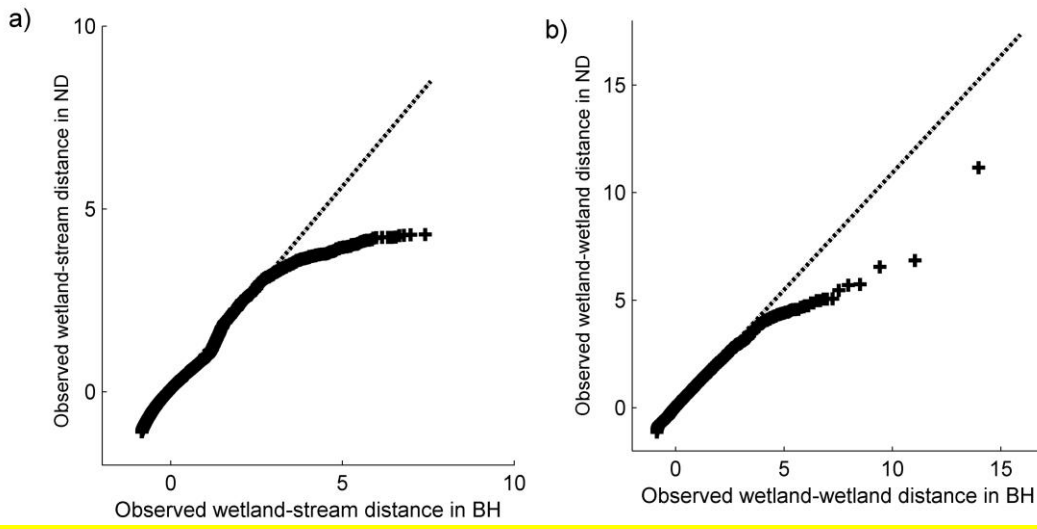 a)
10
5
0
Observed wetland-stream distance in ND
0 5 10
Observed wetland-stream distance in BH
b)
15
10
5
0
Observed wetland-wetland distance in ND
0 5 10 15
Observed wetland-wetland distance in BH